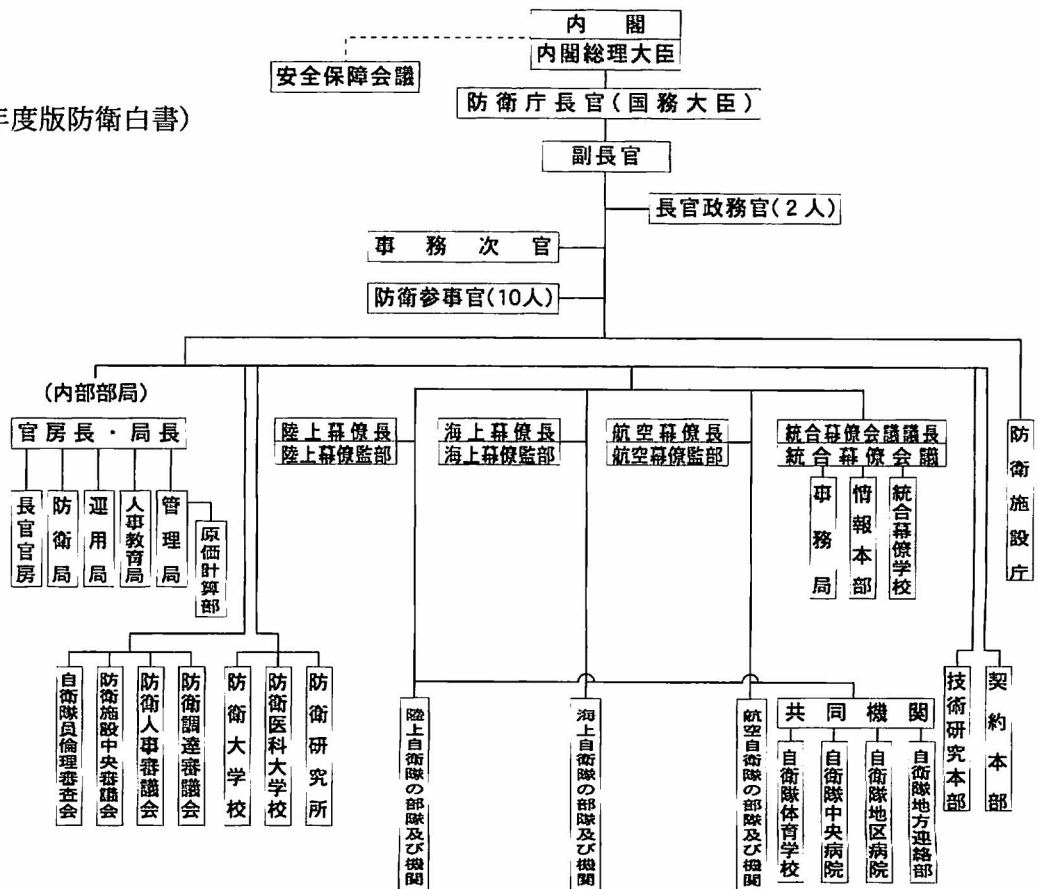 内閣
内閣総理大臣
安全保障会議
年度版防衛白書)
防衛庁長官(国務大臣)
副長官
長官政務官(2人)
事務次官
防衛参事官(10人)
(内部部局)
官房長・局長
長官官房
防衛局
運用局
人事教育局
管理局
原価計算部
陸上幕僚長
陸上幕僚監部
海上幕僚長
海上幕僚監部
航空幕僚長
航空幕僚監部
統合幕僚会議議長
統合幕僚会議
事務局
情報本部
統合幕僚学校
防衛施設庁
自衛隊員倫理審査会
防衛施設中央審議会
防衛人事審議会
防衛調達審議会
防衛大学校
防衛医科大学校
防衛研究所
陸上自衛隊の部隊及び機関
海上自衛隊の部隊及び機関
航空自衛隊の部隊及び機関
共同機関
自衛隊体育学校
自衛隊中央病院
自衛隊地区病院
自衛隊地方連絡部
技術研究本部
契約本部